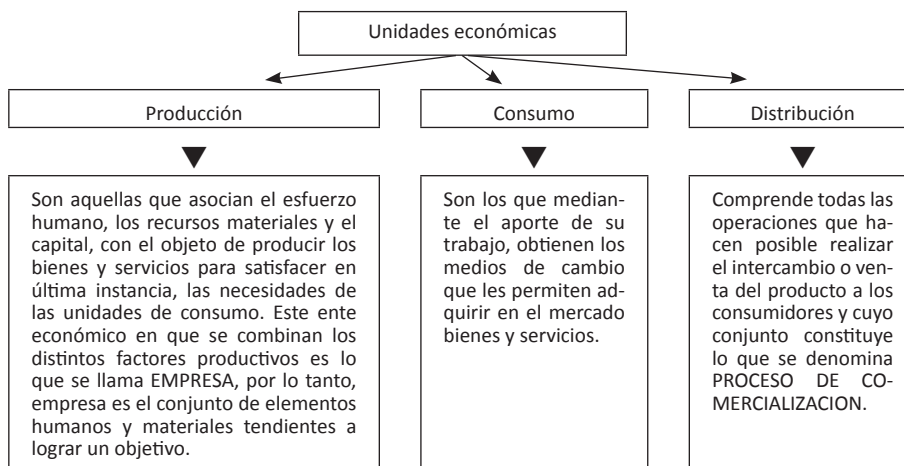 Unidades económicas
Producción
Consumo
Distribución
Son aquellas que asocian el esfuerzo
humano, los recursos materiales y el
capital, con el objeto de producir los
bienes y servicios para satisfacer en
última instancia, las necesidades de
las unidades de consumo. Este ente
económico en que se combinan los
distintos factores productivos es lo
que se llama EMPRESA, por lo tanto,
empresa es el conjunto de elementos
humanos y materiales tendientes a
lograr un objetivo.
Son los que median-
te el aporte de su
trabajo, obtienen los
medios de cambio
que les permiten ad-
quirir en el mercado
bienes y servicios.
Comprende todas las
operaciones que ha-
cen posible realizar
el intercambio o ven-
ta del producto a los
consumidores y cuyo
conjunto constituye
lo que se denomina
PROCESO DE CO-
MERCIALIZACION.